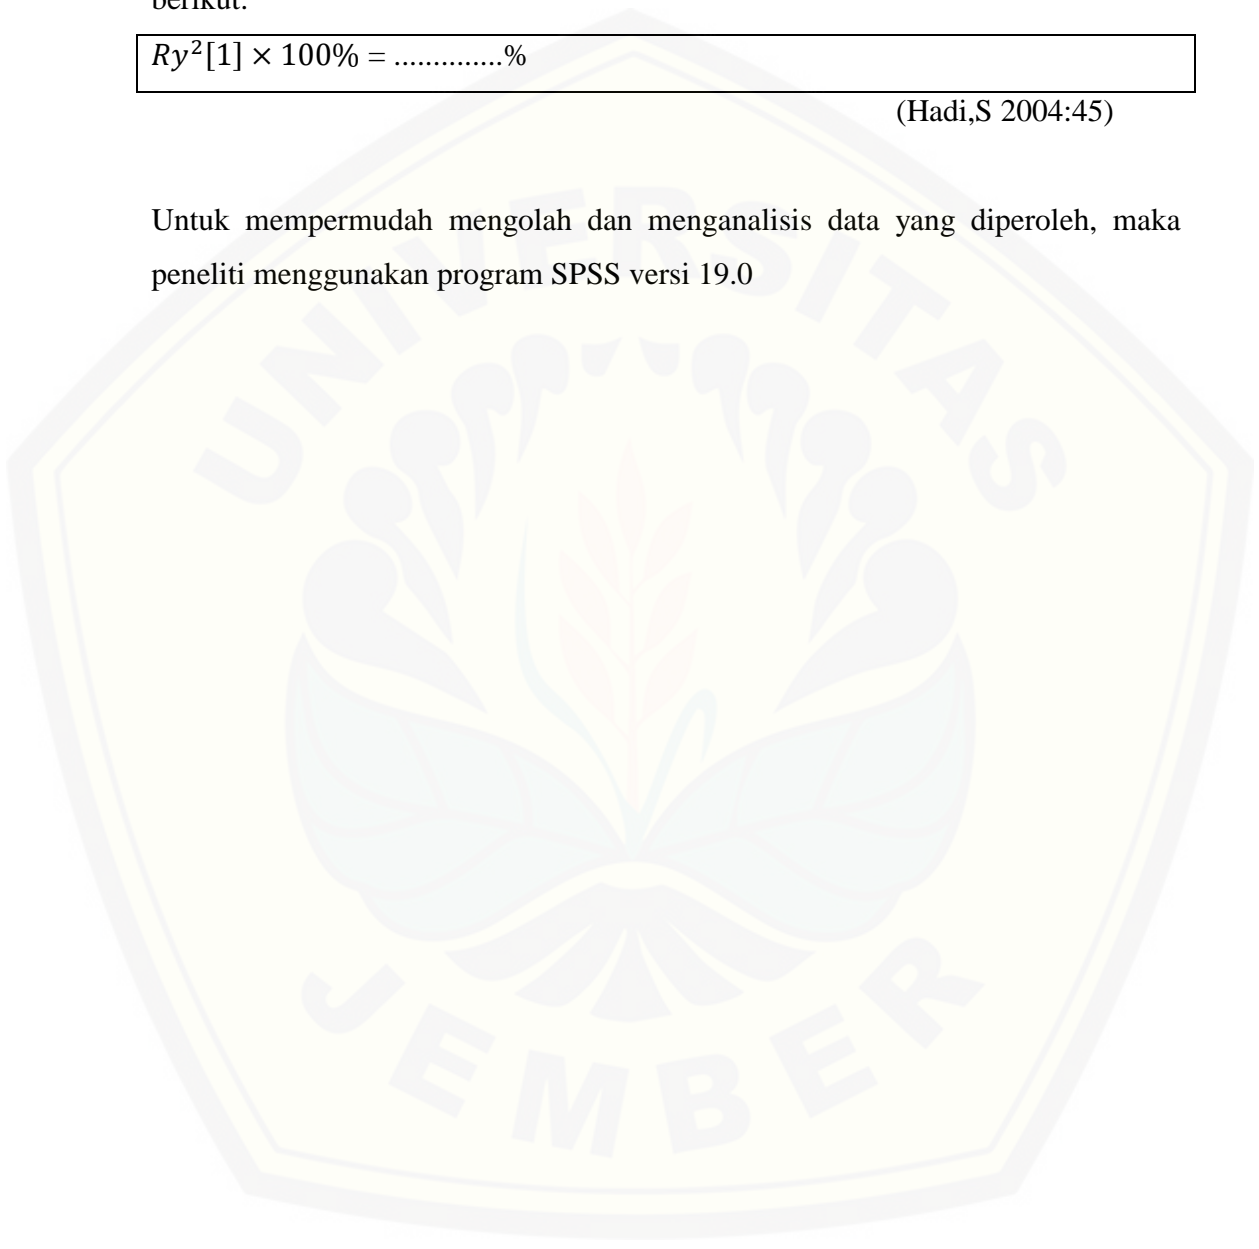 berikut:
𝑅𝑦²[1] × 100% = ..............%
(Hadi,S 2004:45)
Untuk mempermudah mengolah dan menganalisis data yang diperoleh, maka
peneliti menggunakan program SPSS versi 19.0
UNIVERSITAS
JEMBER